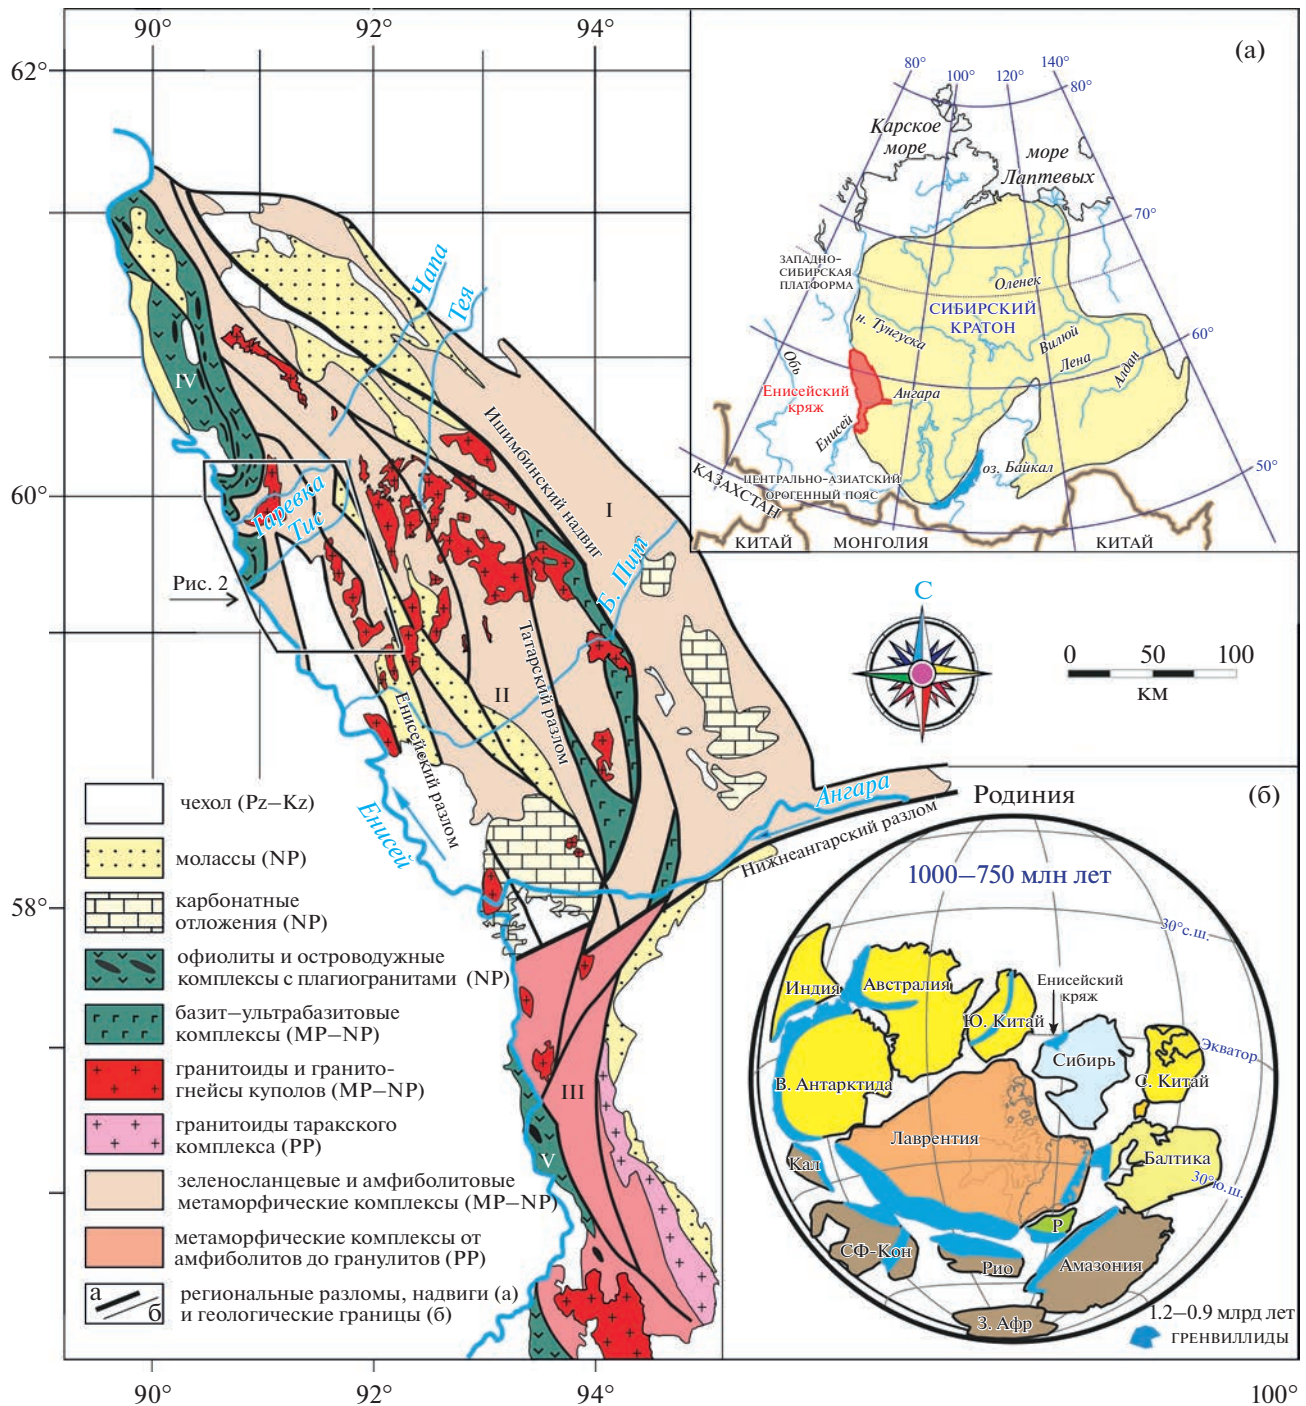 90°
92°
94°
62°
60°
58°
90°
92°
94°
100°
Чапа
Тея
Ишимбинский надвиг
I
IV
Гаревка
Тис
Рис. 2
Б. Пит
Татарский разлом
II
Енисейский разлом
Енисей
Ангара
Нижнеангарский разлом
III
V
чехол (Pz–Kz)
молассы (NP)
карбонатные
отложения (NP)
офиолиты и островодужные
комплексы с плагиогранитами (NP)
базит–ультрабазитовые
комплексы (MP–NP)
гранитоиды и гранито-
гнейсы куполов (MP–NP)
гранитоиды таракского
комплекса (PP)
зеленосланцевые и амфиболитовые
метаморфические комплексы (MP–NP)
метаморфические комплексы от
амфиболитов до гранулитов (PP)
а
б
региональные разломы, надвиги (а)
и геологические границы (б)
(а)
80°
100°
120°
140°
80°
70°
60°
50°
Карское
море
море
Лаптевых
ЗАПАДНО-
СИБИРСКАЯ
ПЛАТФОРМА
Оленек
СИБИРСКИЙ
КРАТОН
н. Тунгуска
Вилюй
Лена
Алдан
Обь
Енисейский
кряж
Ангара
Енисей
оз. Байкал
ЦЕНТРАЛЬНО-АЗИАТСКИЙ
ОРОГЕННЫЙ ПОЯС
КАЗАХСТАН
КИТАЙ
МОНГОЛИЯ
КИТАЙ
С
0
50
100
км
Родиния
(б)
1000–750 млн лет
30°с.ш.
Енисейский
кряж
Индия
Австралия
Ю. Китай
Экватор
Сибирь
С. Китай
В. Антарктида
Лаврентия
Балтика
Кал
30°ю.ш.
Р
СФ-Кон
Рио
Амазония
З. Афр
1.2–0.9 млрд лет
ГРЕНВИЛЛИДЫ